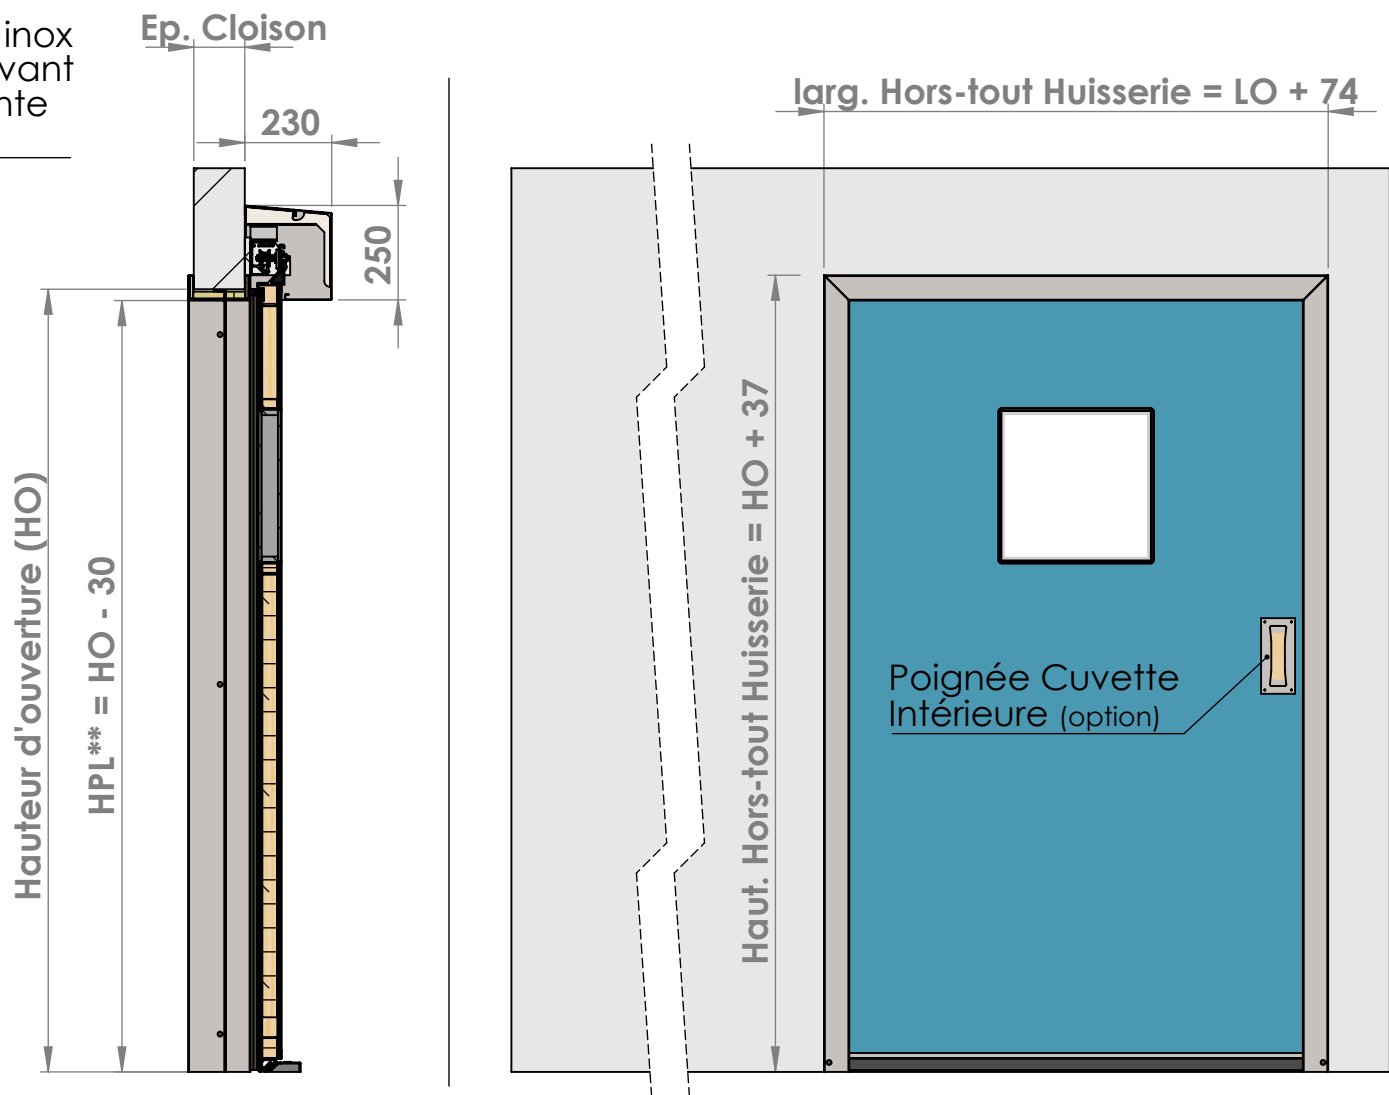 inox
vant
nte
Ep. Cloison
230
250
Hauteur d'ouverture (HO)
HPL** = HO - 30
larg. Hors-tout Huisserie = LO + 74
Haut. Hors-tout Huisserie = HO + 37
Poignée Cuvette
Intérieure (option)